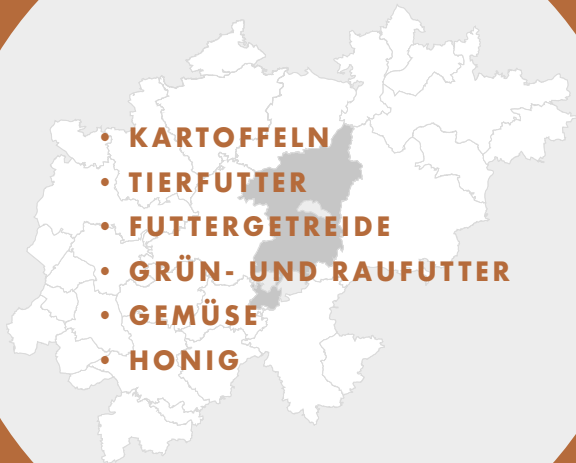 • KARTOFFELN
• TIERFUTTER
• FUTTERGETREIDE
• GRÜN- UND RAUFUTTER
• GEMÜSE
• HONIG